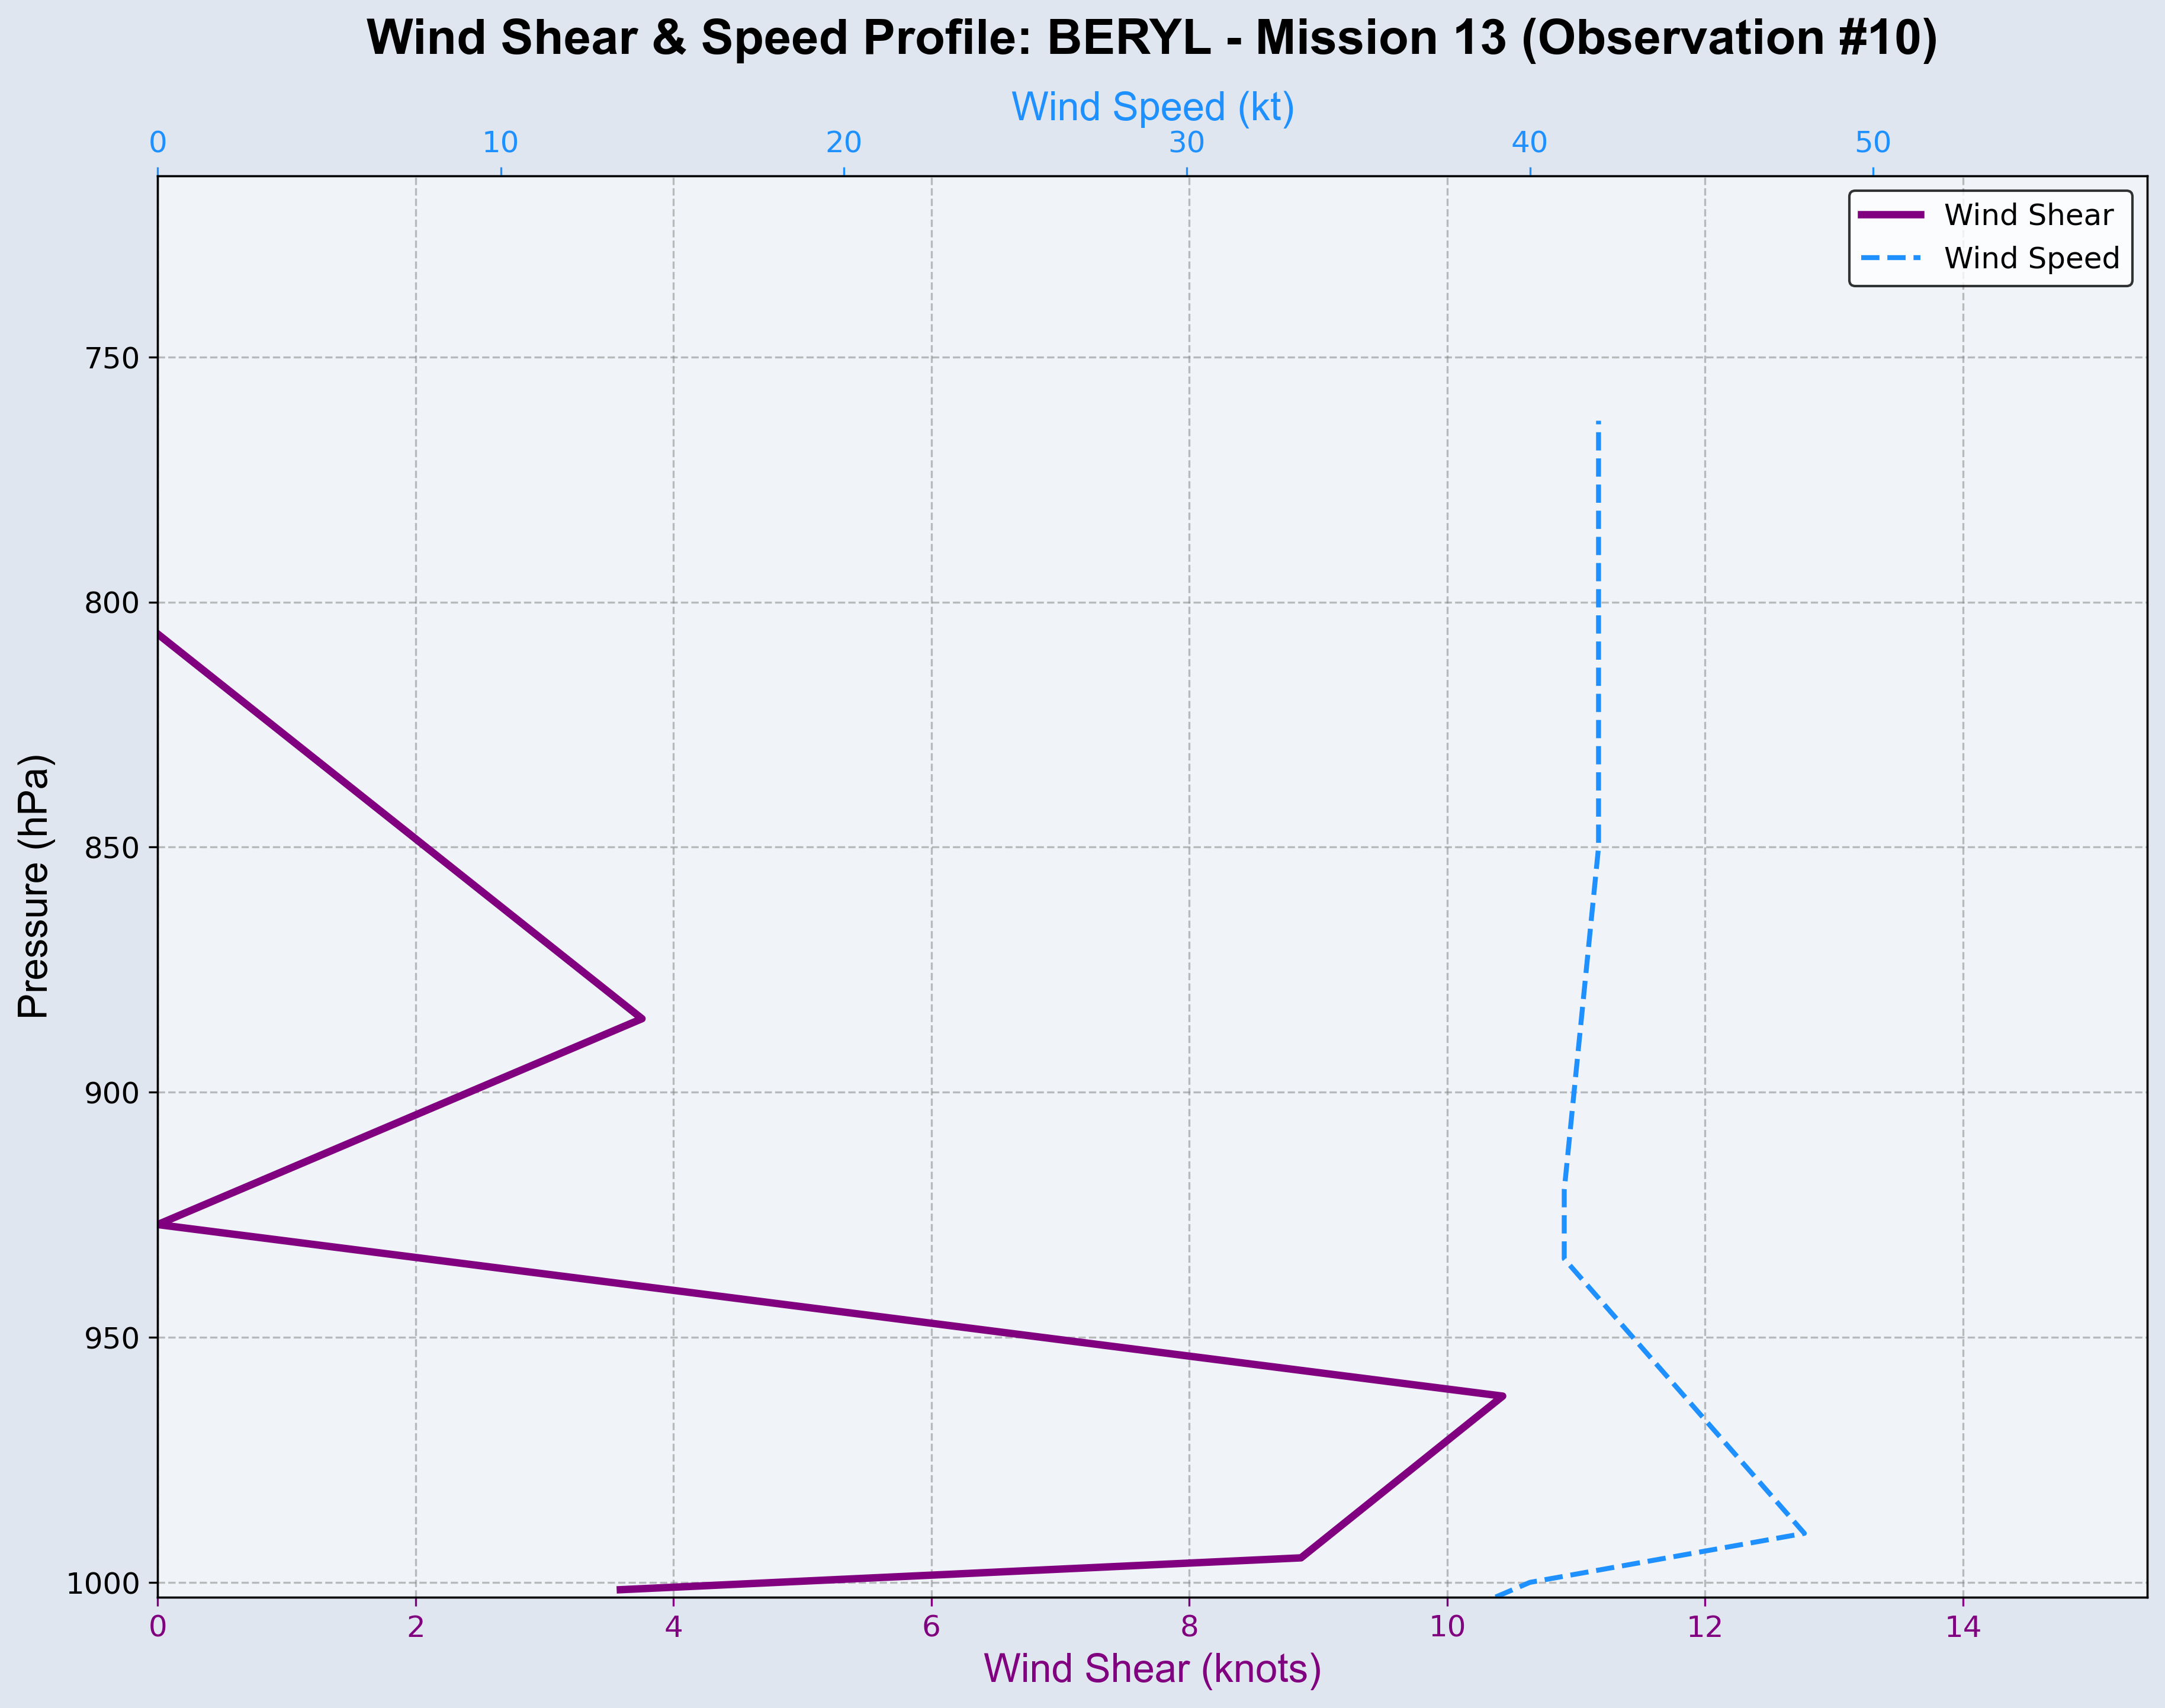 Wind Shear & Speed Profile: BERYL - Mission 13 (Observation #10)
Wind Speed (kt)
0 10 20 30 40 50
Wind Shear
Wind Speed
750
800
850
900
950
1000
Pressure (hPa)
0 2 4 6 8 10 12 14
Wind Shear (knots)